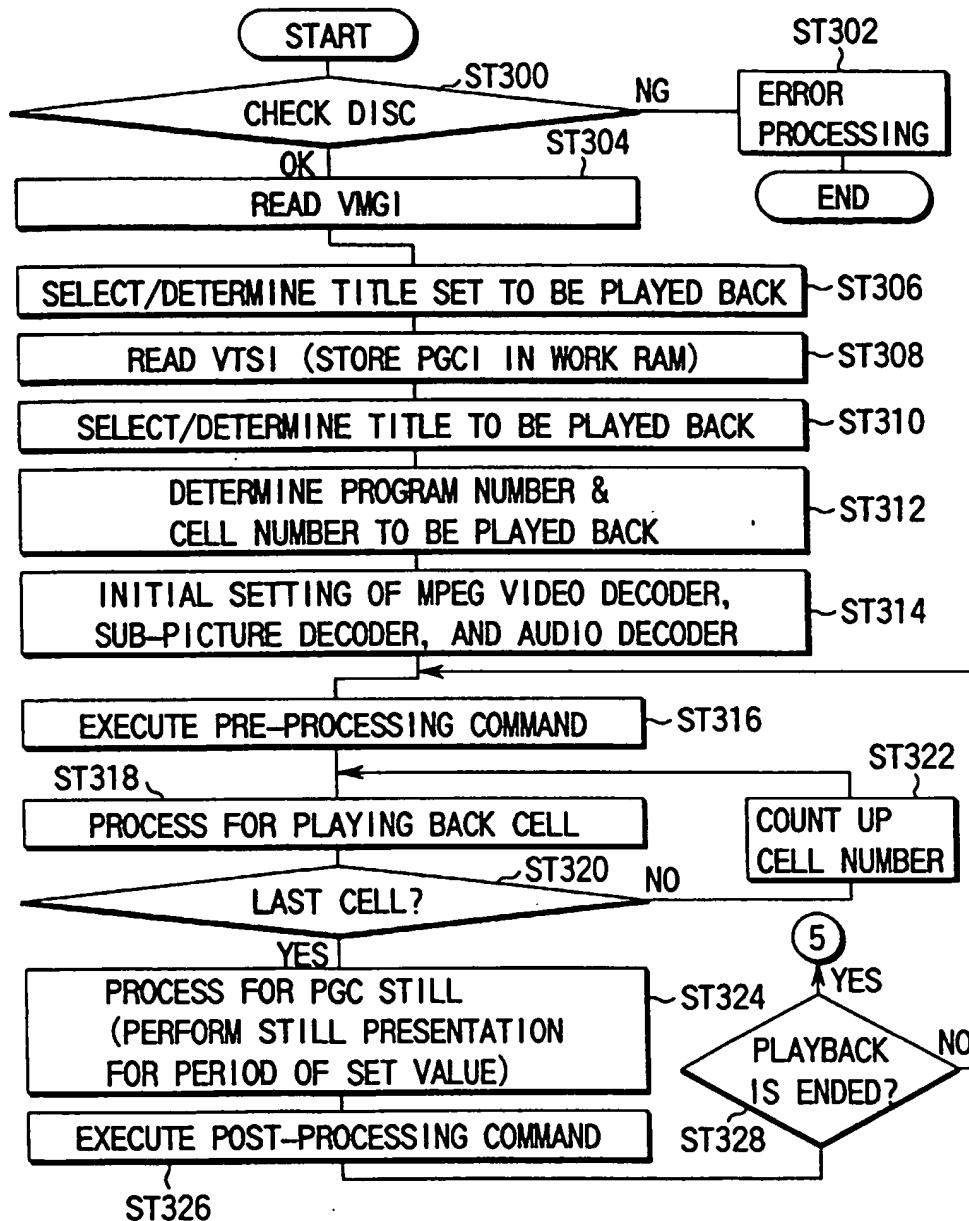 START
ST300
CHECK DISC
NG
ST302
ERROR
PROCESSING
END
OK
ST304
READ VMGI
SELECT/DETERMINE TITLE SET TO BE PLAYED BACK
ST306
READ VTSI (STORE PGCI IN WORK RAM)
ST308
SELECT/DETERMINE TITLE TO BE PLAYED BACK
ST310
DETERMINE PROGRAM NUMBER &
CELL NUMBER TO BE PLAYED BACK
ST312
INITIAL SETTING OF MPEG VIDEO DECODER,
SUB-PICTURE DECODER, AND AUDIO DECODER
ST314
EXECUTE PRE-PROCESSING COMMAND
ST316
ST318
PROCESS FOR PLAYING BACK CELL
ST322
COUNT UP
CELL NUMBER
ST320
LAST CELL?
NO
YES
PROCESS FOR PGC STILL
(PERFORM STILL PRESENTATION
FOR PERIOD OF SET VALUE)
ST324
EXECUTE POST-PROCESSING COMMAND
ST326
5
YES
PLAYBACK
IS ENDED?
NO
ST328